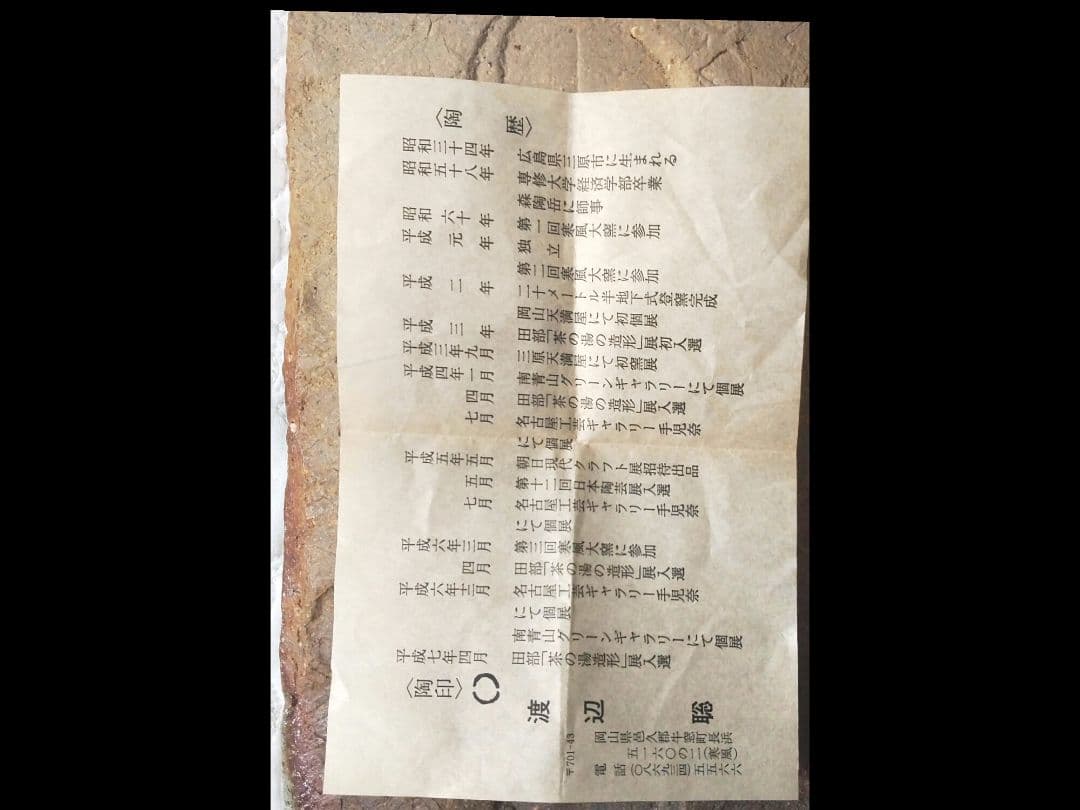 〈陶歴〉
昭和三十四年 広島県三原市に生まれる
昭和五十八年 専修大学経済学部卒業
森陶岳に師事
昭和六十年 第一回寒風大窯に参加
平成元年 独立
第二回寒風大窯に参加
平成二年 二十メートル半地下式登窯完成
岡山天満屋にて初個展
平成三年 田部「茶の湯の造形」展初入選
平成三年九月 三原天満屋にて初窯展
平成四年一月 南青山グリーンギャラリーにて個展
四月 田部「茶の湯の造形」展入選
七月 名古屋工芸ギャラリー手児奈
にて個展
平成五年五月 朝日現代クラフト展招待出品
五月 第十二回日本陶芸展入選
七月 名古屋工芸ギャラリー手児奈
にて個展
平成六年三月 第三回寒風大窯に参加
四月 田部「茶の湯の造形」展入選
平成六年十二月 名古屋工芸ギャラリー手児奈
にて個展
南青山グリーンギャラリーにて個展
平成七年四月 田部「茶の湯造形」展入選
〈陶印〉
渡辺聡
〒701-43 岡山県邑久郡牛窓町長浜
五一六〇の二(寒風)
電話(〇八六九三四)五五六六